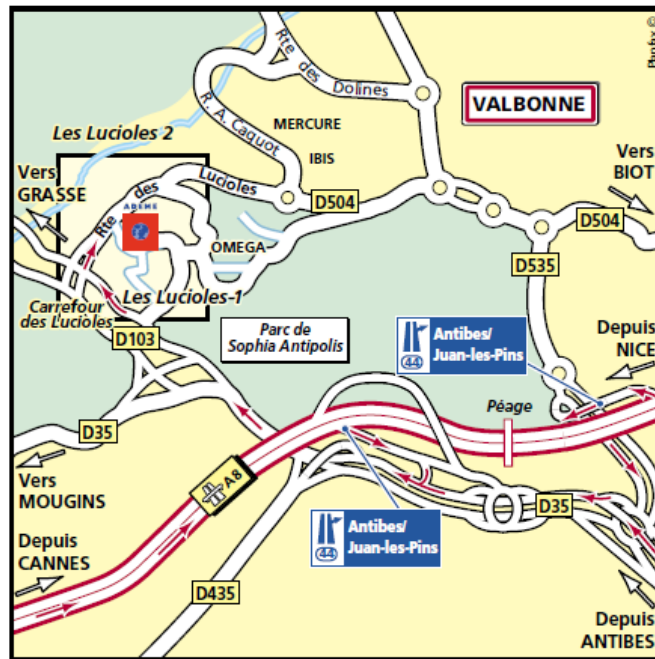 Planfax ©
Rte des
Dolines
VALBONNE
R. A. Caquot
MERCURE
IBIS
Les Lucioles 2
Vers
GRASSE
Vers
BIOT
ADEME
Rte des Lucioles
D504
D504
OMEGA
D535
Les Lucioles-1
Carrefour
des Lucioles
Parc de
Sophia Antipolis
44
Antibes/
Juan-les-Pins
Depuis
NICE
D103
Péage
D35
Vers
MOUGINS
A8
D35
44
Antibes/
Juan-les-Pins
Depuis
CANNES
D435
Depuis
ANTIBES